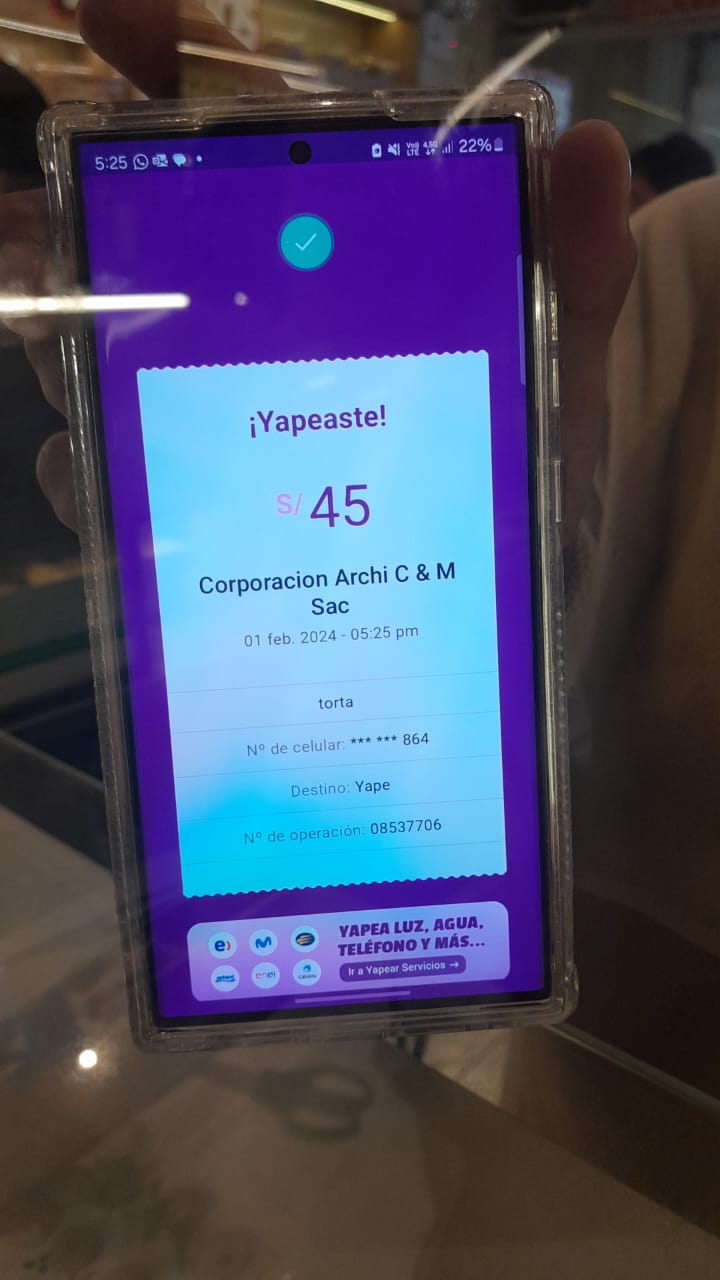 5:25 22%
¡Yapeaste!
S/ 45
Corporacion Archi C & M
Sac
01 feb. 2024 - 05:25 pm
torta
Nº de celular: *** *** 864
Destino: Yape
Nº de operación: 08537706
YAPEA LUZ, AGUA,
TELÉFONO Y MÁS...
Ir a Yapear Servicios →
enel